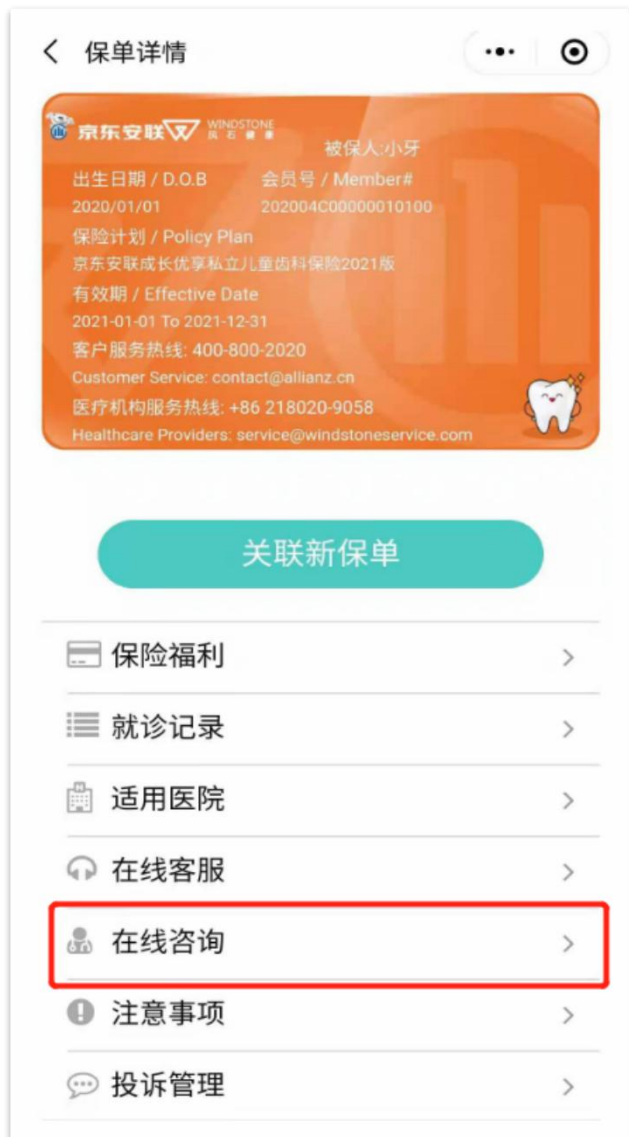 保单详情
京东安联 WINDSTONE
风石健康
被保人:小牙
出生日期 / D.O.B 会员号 / Member#
2020/01/01 202004C00000010100
保险计划 / Policy Plan
京东安联成长优享私立儿童齿科保险2021版
有效期 / Effective Date
2021-01-01 To 2021-12-31
客户服务热线: 400-800-2020
Customer Service: contact@allianz.cn
医疗机构服务热线: +86 218020-9058
Healthcare Providers: service@windstoneservice.com
关联新保单
保险福利
就诊记录
适用医院
在线客服
在线咨询
注意事项
投诉管理